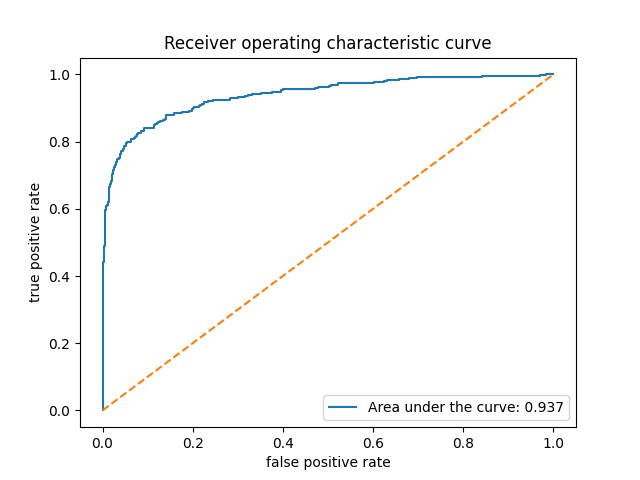 Receiver operating characteristic curve
1.0
0.8
0.6
0.4
0.2
0.0
true positive rate
Area under the curve: 0.937
0.0 0.2 0.4 0.6 0.8 1.0
false positive rate